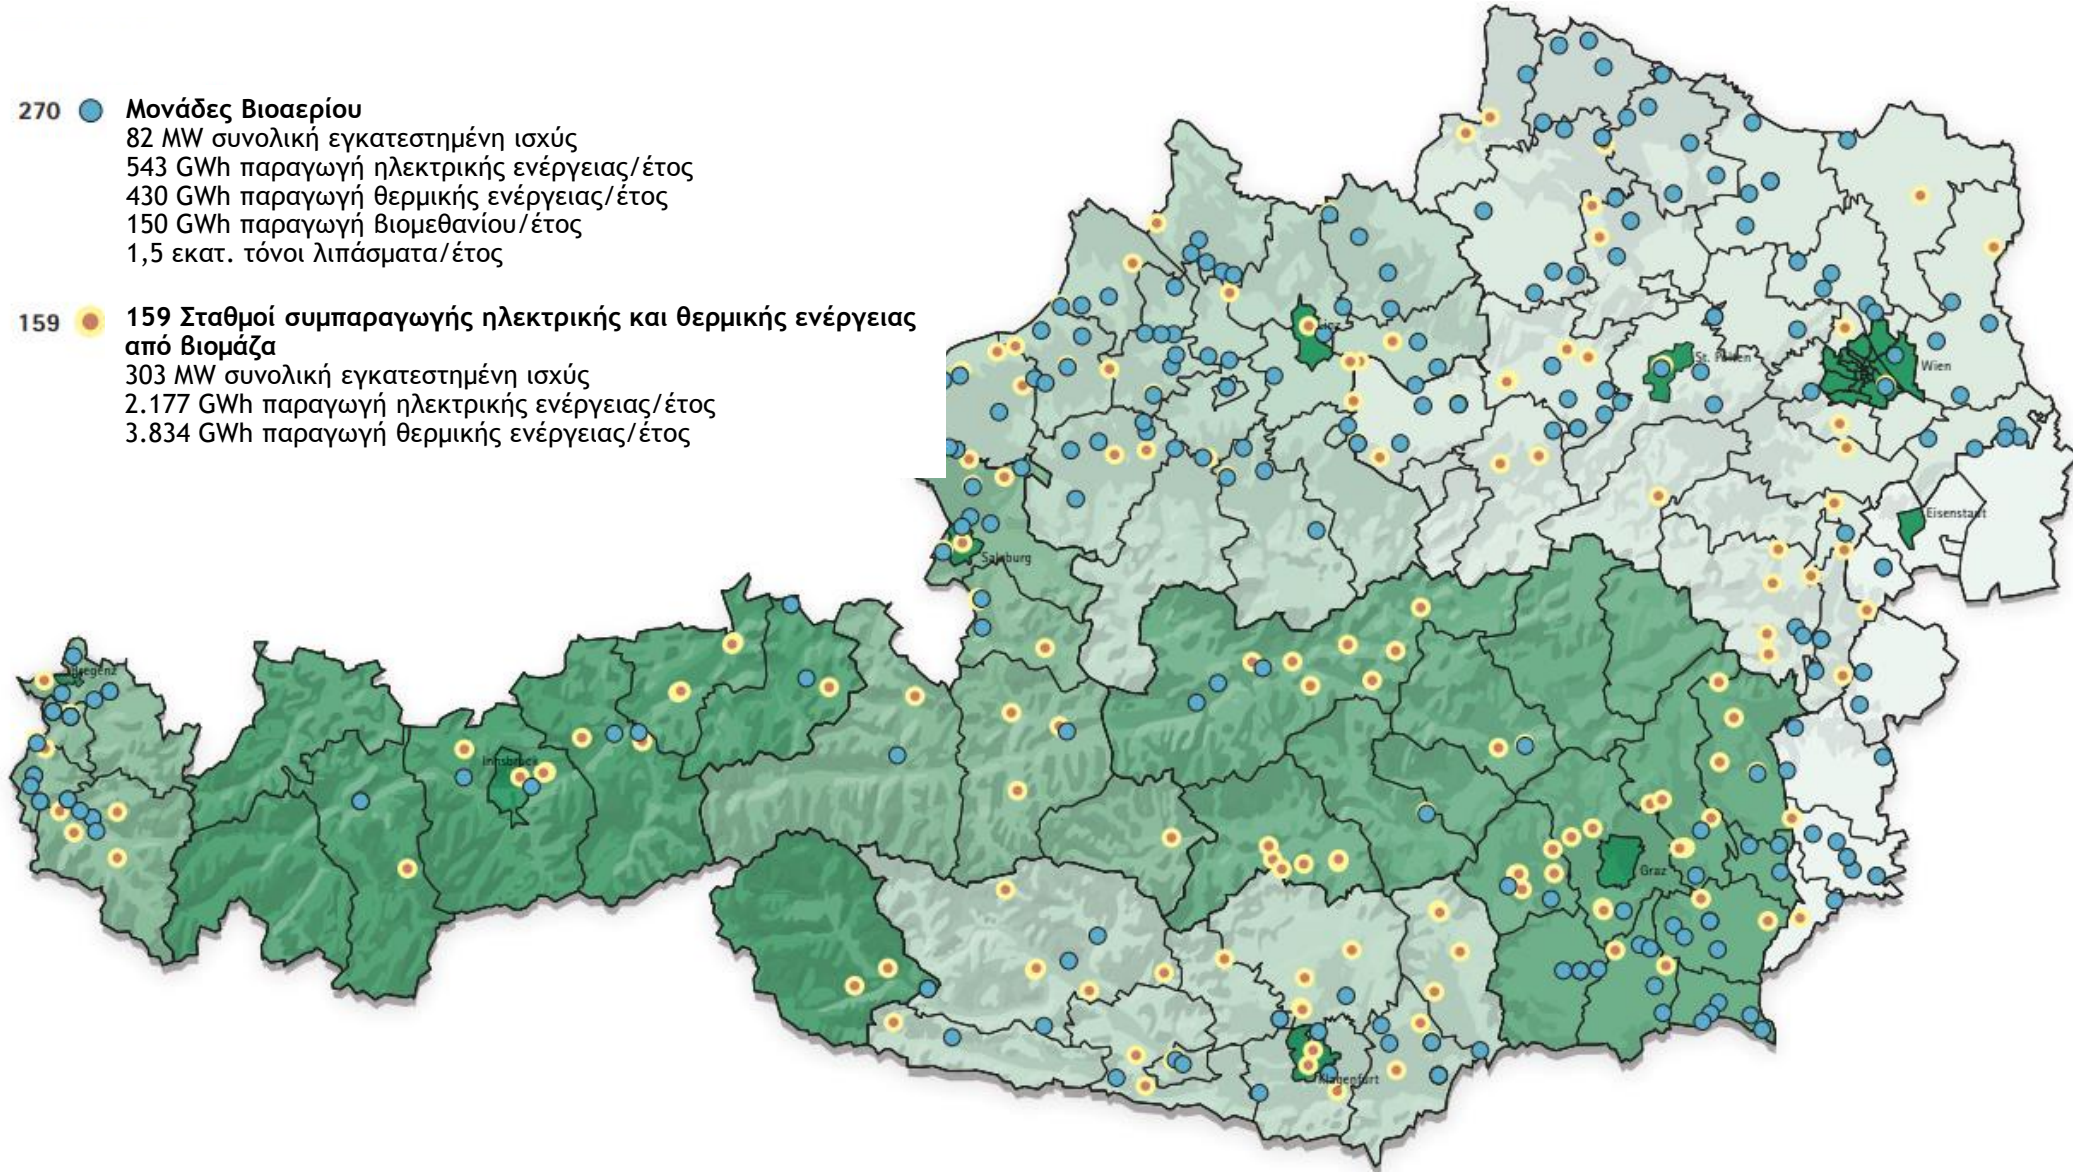 270 Μονάδες Βιοαερίου
82 MW συνολική εγκατεστημένη ισχύς
543 GWh παραγωγή ηλεκτρικής ενέργειας/έτος
430 GWh παραγωγή θερμικής ενέργειας/έτος
150 GWh παραγωγή βιομεθανίου/έτος
1,5 εκατ. τόνοι λιπάσματα/έτος
159 159 Σταθμοί συμπαραγωγής ηλεκτρικής και θερμικής ενέργειας
από βιομάζα
303 MW συνολική εγκατεστημένη ισχύς
2.177 GWh παραγωγή ηλεκτρικής ενέργειας/έτος
3.834 GWh παραγωγή θερμικής ενέργειας/έτος
St. Pölten
Wien
Eisenstadt
Salzburg
Bregenz
Innsbruck
Graz
Klagenfurt